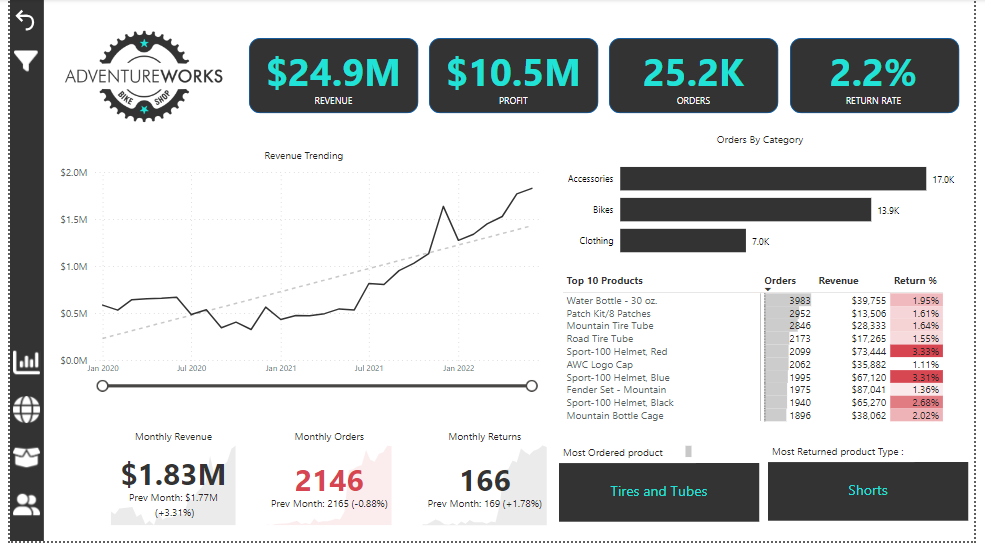 ADVENTUREWORKS
BIKE SHOP
$24.9M
REVENUE
$10.5M
PROFIT
25.2K
ORDERS
2.2%
RETURN RATE
Revenue Trending
$2.0M
$1.5M
$1.0M
$0.5M
$0.0M
Jan 2020 Jul 2020 Jan 2021 Jul 2021 Jan 2022
Orders By Category
Accessories 17.0K
Bikes 13.9K
Clothing 7.0K
Top 10 Products Orders Revenue Return %
Water Bottle - 30 oz. 3983 $39,755 1.95%
Patch Kit/8 Patches 2952 $13,506 1.61%
Mountain Tire Tube 2846 $28,333 1.64%
Road Tire Tube 2173 $17,265 1.55%
Sport-100 Helmet, Red 2099 $73,444 3.33%
AWC Logo Cap 2062 $35,882 1.11%
Sport-100 Helmet, Blue 1995 $67,120 3.31%
Fender Set - Mountain 1975 $87,041 1.36%
Sport-100 Helmet, Black 1940 $65,270 2.68%
Mountain Bottle Cage 1896 $38,062 2.02%
Monthly Revenue
$1.83M
Prev Month: $1.77M
(+3.31%)
Monthly Orders
2146
Prev Month: 2165 (-0.88%)
Monthly Returns
166
Prev Month: 169 (+1.78%)
Most Ordered product
Tires and Tubes
Most Returned product Type :
Shorts